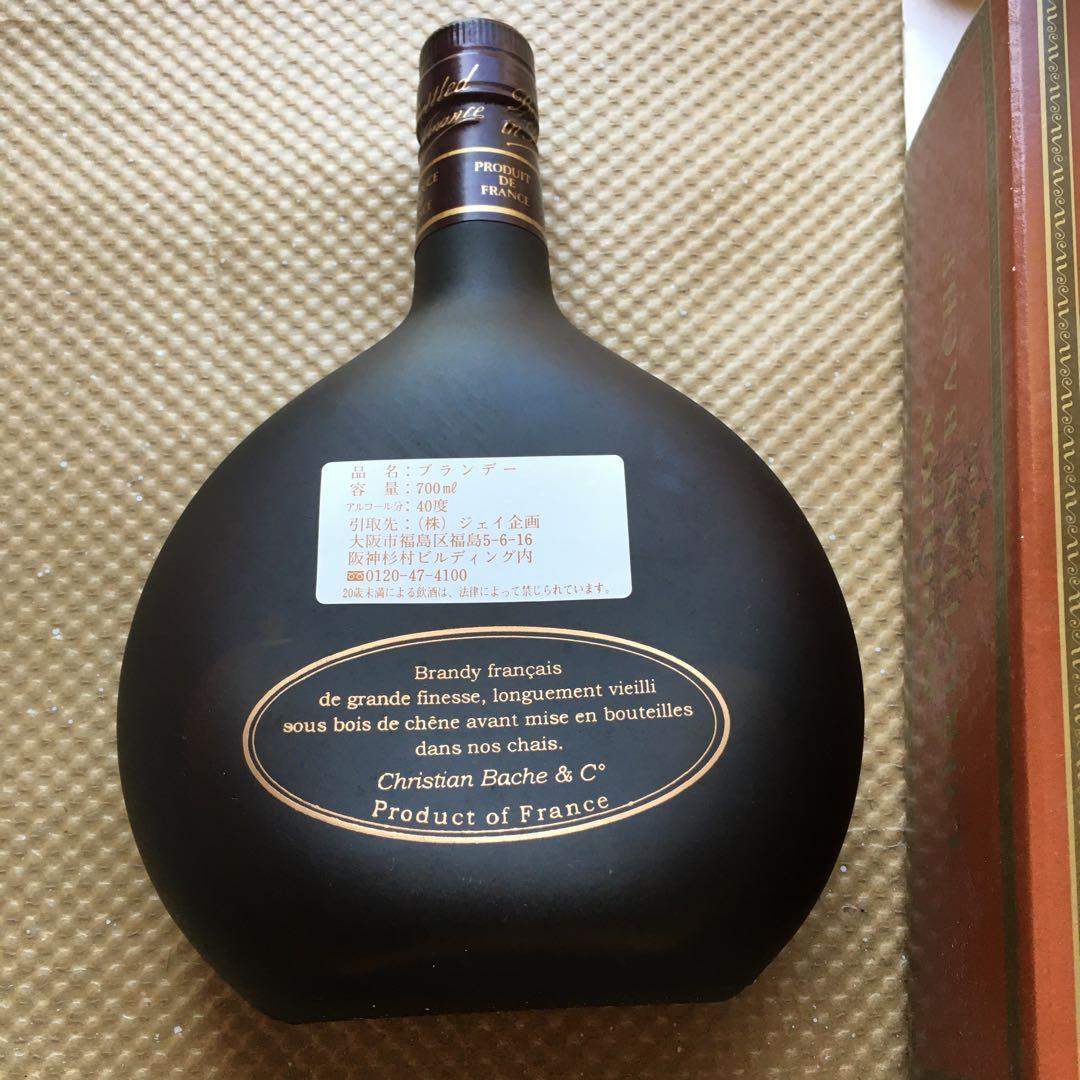 PRODUIT
DE
FRANCE
品 名：ブランデー
容 量：700㎖
アルコール分：40度
引取先：（株）ジェイ企画
大阪市福島区福島5-6-16
阪神杉村ビルディング内
0120-47-4100
20歳未満による飲酒は、法律によって禁じられています。
Brandy français
de grande finesse, longuement vieilli
sous bois de chêne avant mise en bouteilles
dans nos chais.
Christian Bache & C°
Product of France